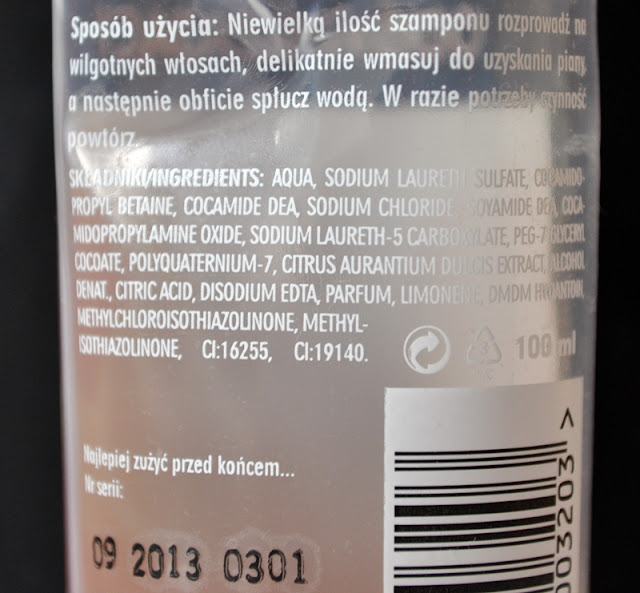 Sposób użycia: Niewielką ilość szamponu rozprowadź na
wilgotnych włosach, delikatnie wmasuj do uzyskania piany,
a następnie obficie spłucz wodą. W razie potrzeby czynność
powtórz.
SKŁADNIKI/INGREDIENTS: AQUA, SODIUM LAURETH SULFATE, COCAMIDO-
PROPYL BETAINE, COCAMIDE DEA, SODIUM CHLORIDE, SOYAMIDE DEA, COCA-
MIDOPROPYLAMINE OXIDE, SODIUM LAURETH-5 CARBOXYLATE, PEG-7 GLYCERYL
COCOATE, POLYQUATERNIUM-7, CITRUS AURANTIUM DULCIS EXTRACT, ALCOHOL
DENAT., CITRIC ACID, DISODIUM EDTA, PARFUM, LIMONENE, DMDM HYDANTOIN,
METHYLCHLOROISOTHIAZOLINONE, METHYL-
ISOTHIAZOLINONE, CI:16255, CI:19140.
100 ml
Najlepiej zużyć przed końcem...
Nr serii:
09 2013 0301
003203 >